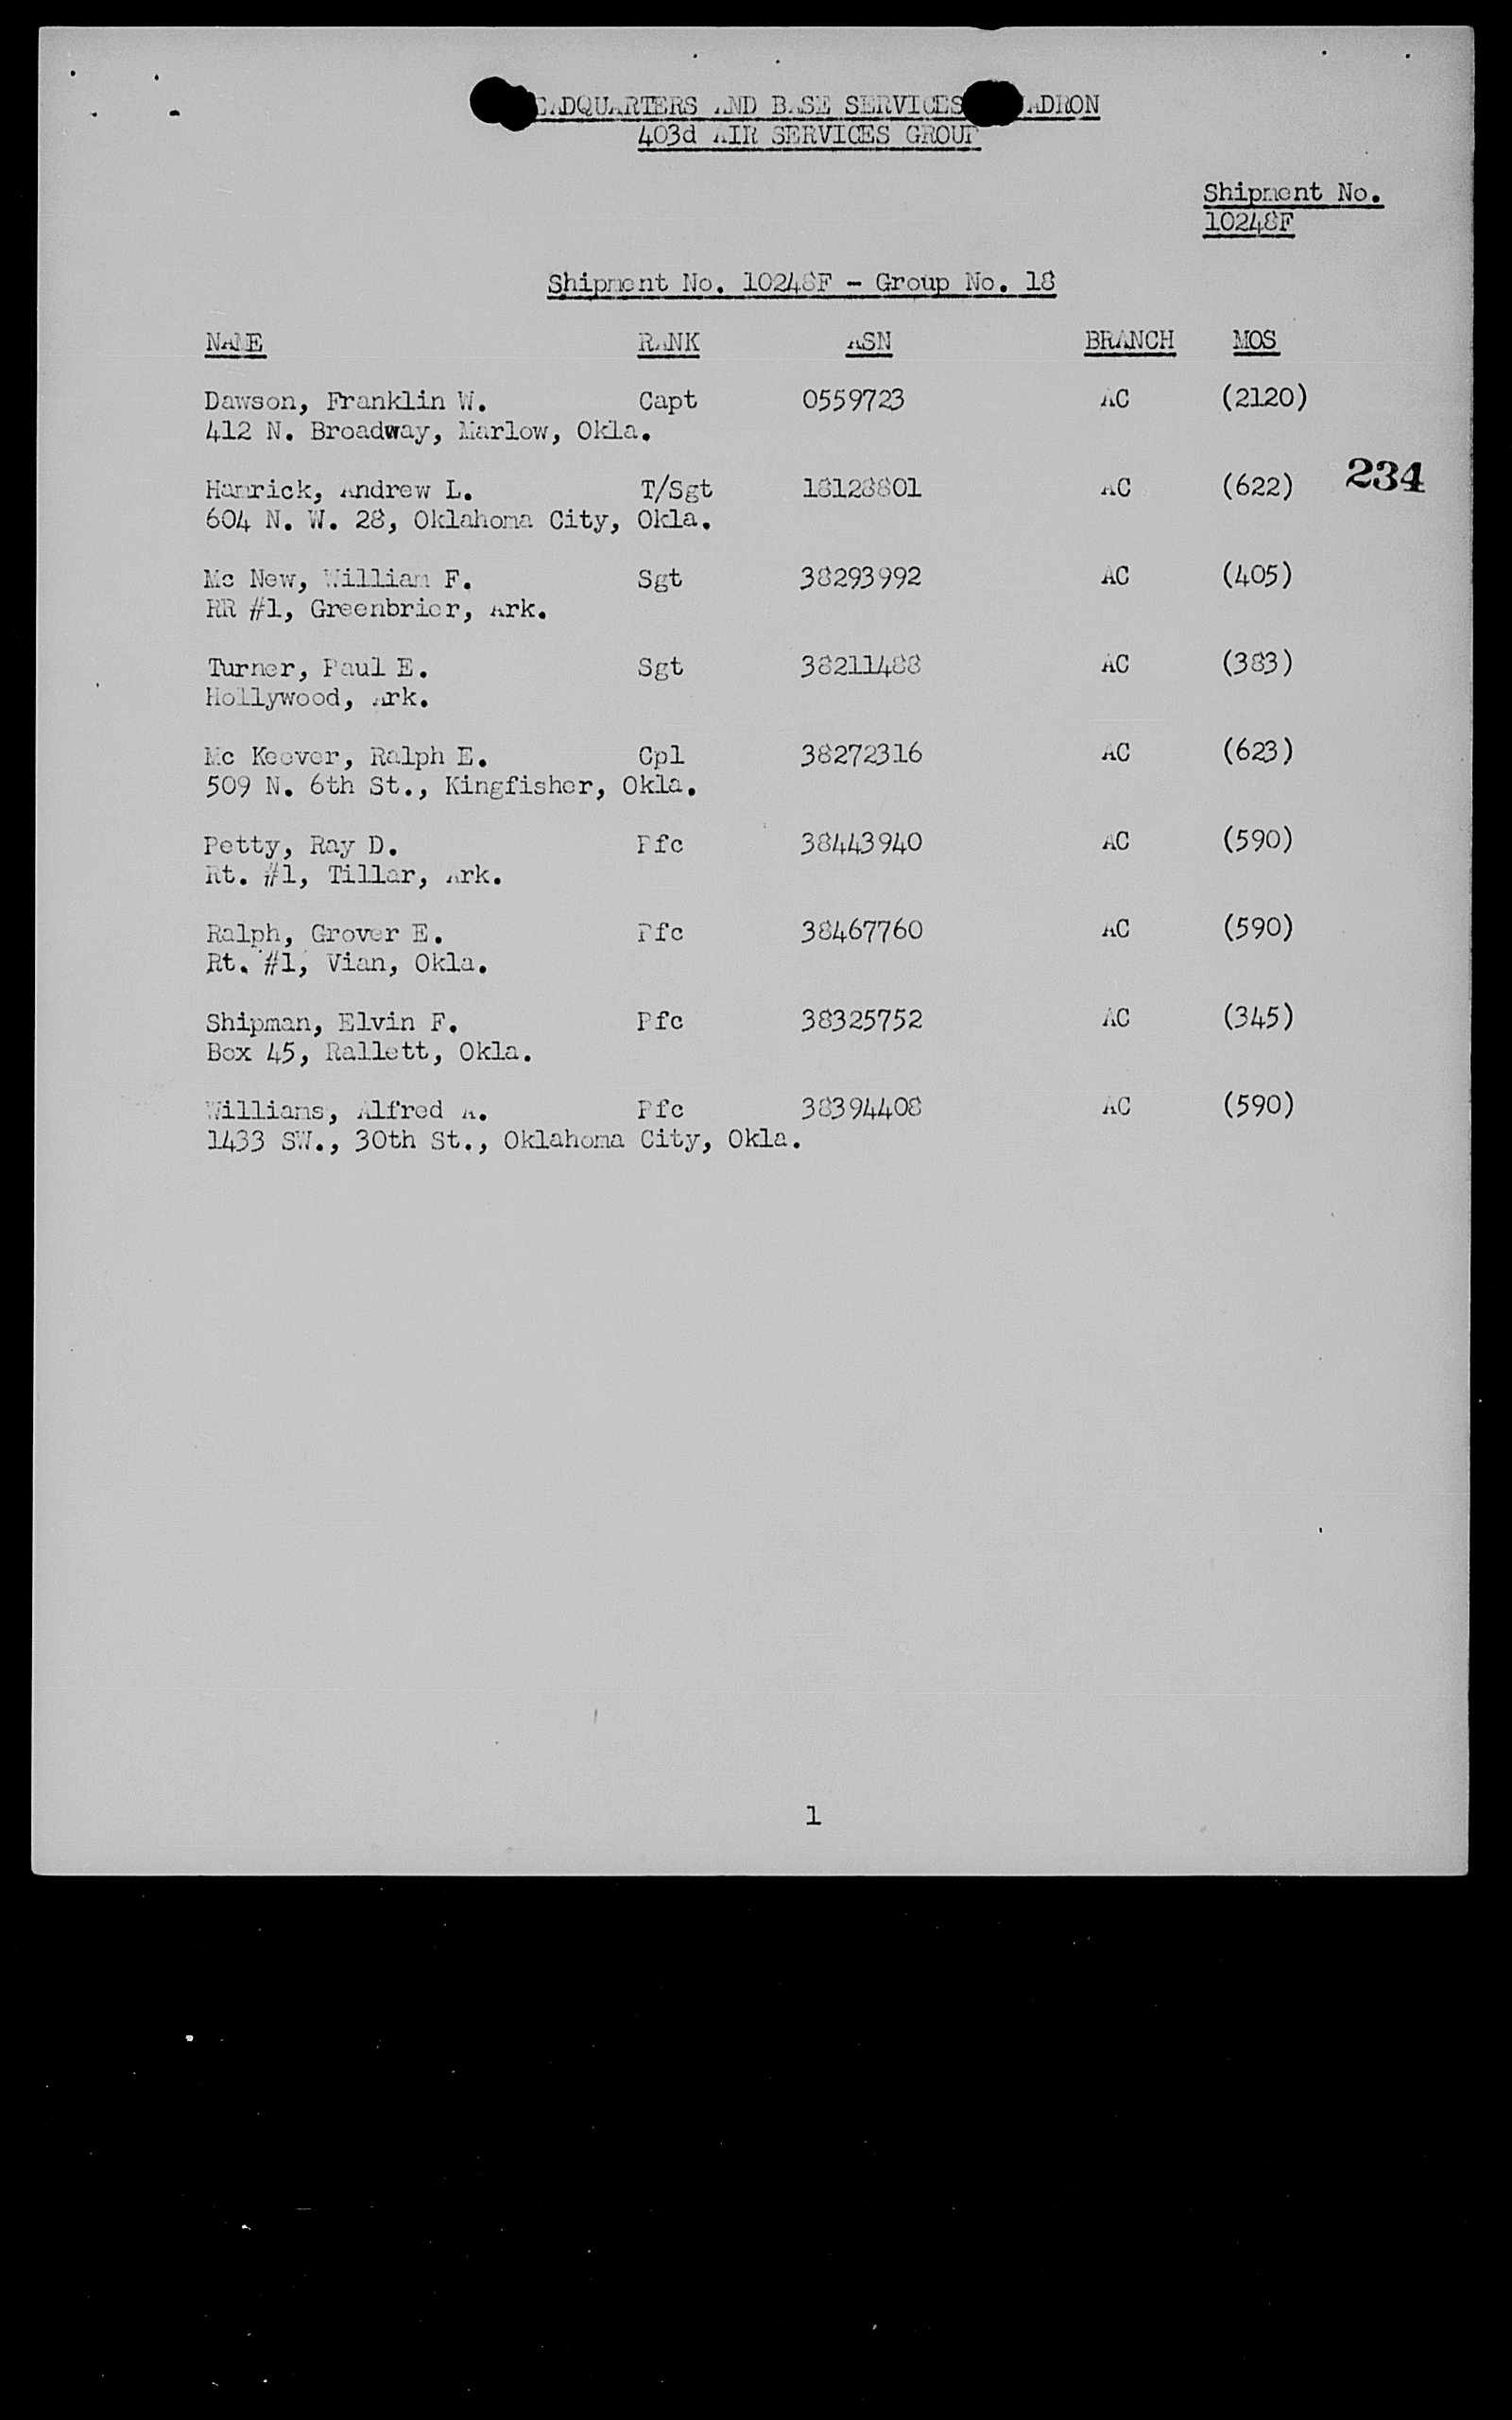 HEADQUARTERS AND BASE SERVICES SQUADRON
403d AIR SERVICES GROUP
Shipment No.
10248F
Shipment No. 10248F - Group No. 18
NAME RANK ASN BRANCH MOS
Dawson, Franklin W. Capt 0559723 AC (2120)
412 N. Broadway, Marlow, Okla.
234
Hamrick, Andrew L. T/Sgt 18128801 AC (622)
604 N. W. 28, Oklahoma City, Okla.
Mc New, William F. Sgt 38293992 AC (405)
RR #1, Greenbrier, Ark.
Turner, Paul E. Sgt 38211488 AC (383)
Hollywood, Ark.
Mc Keever, Ralph E. Cpl 38272316 AC (623)
509 N. 6th St., Kingfisher, Okla.
Petty, Ray D. Pfc 38443940 AC (590)
Rt. #1, Tillar, Ark.
Ralph, Grover E. Pfc 38467760 AC (590)
Rt. #1, Vian, Okla.
Shipman, Elvin F. Pfc 38325752 AC (345)
Box 45, Rallett, Okla.
Williams, Alfred A. Pfc 38394408 AC (590)
1433 SW., 30th St., Oklahoma City, Okla.
1